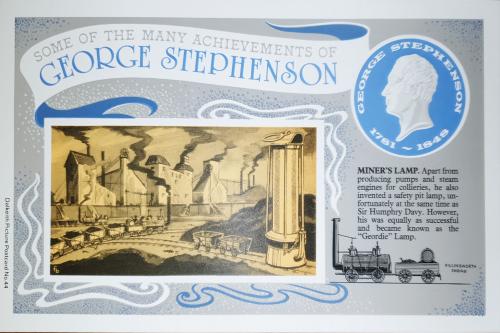 SOME OF THE MANY ACHIEVEMENTS OF
GEORGE STEPHENSON
GEORGE STEPHENSON
1781 ~ 1848
MINER'S LAMP. Apart from
producing pumps and steam
engines for collieries, he also
invented a safety pit lamp, un-
fortunately at the same time as
Sir Humphry Davy. However,
his was equally as successful
and became known as the
"Geordie" Lamp.
KILLINGWORTH
ENGINE
Dalkeith Picture Postcard No.44